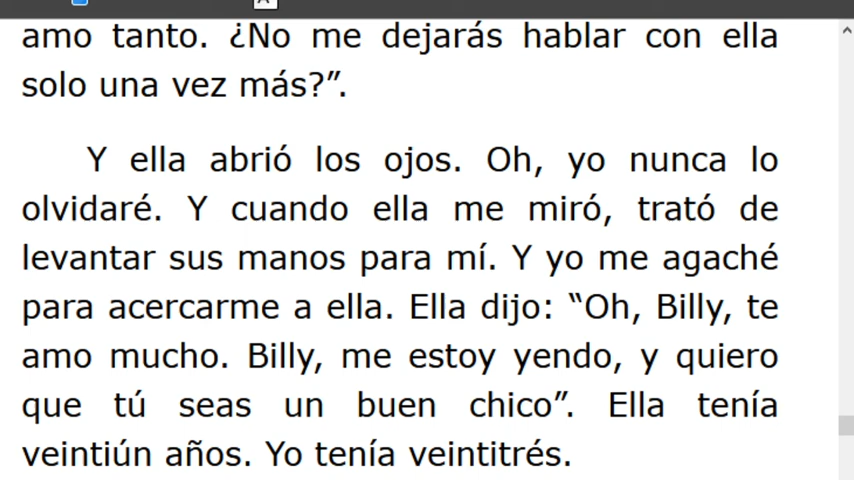 amo tanto. ¿No me dejarás hablar con ella
solo una vez más?”.
Y ella abrió los ojos. Oh, yo nunca lo
olvidaré. Y cuando ella me miró, trató de
levantar sus manos para mí. Y yo me agaché
para acercarme a ella. Ella dijo: “Oh, Billy, te
amo mucho. Billy, me estoy yendo, y quiero
que tú seas un buen chico”. Ella tenía
veintiún años. Yo tenía veintitrés.